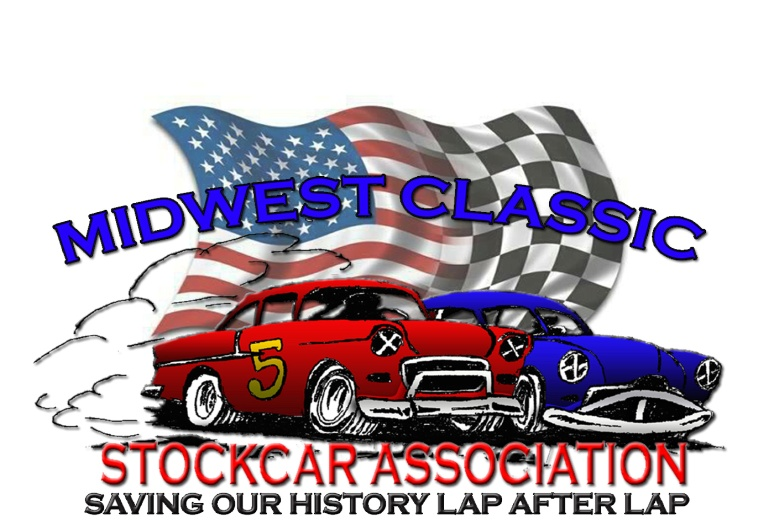 MIDWEST CLASSIC
5
STOCKCAR ASSOCIATION
SAVING OUR HISTORY LAP AFTER LAP